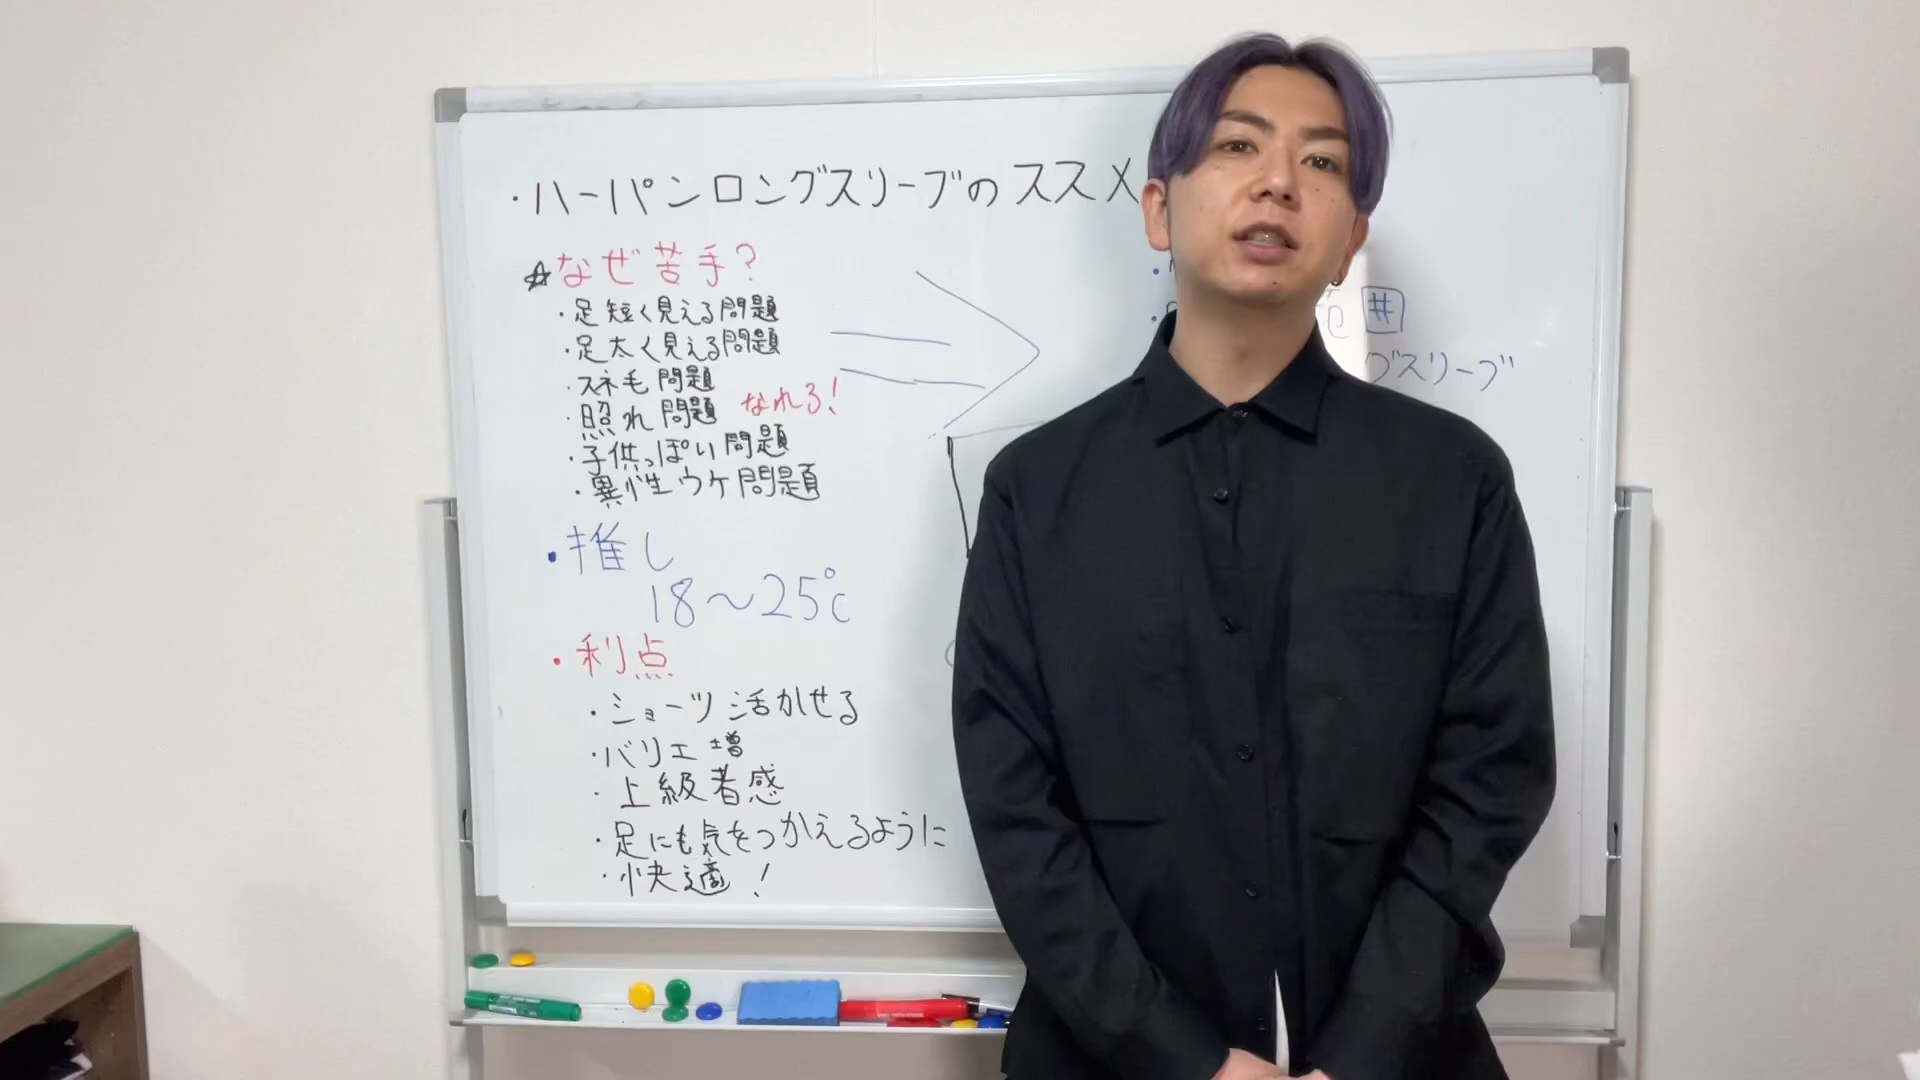 ・ハーパンロングスリーブのススメ
☆なぜ苦手?
・足短く見える問題
・足太く見える問題
・スネ毛問題
・照れ問題 なれろ!
・子供っぽい問題
・異性ウケ問題
・推し
18〜25℃
・利点
・ショーツ活かせる
・バリエ増
・上級者感
・足にも気をつかえるように
・快適!
#
グスリーブ